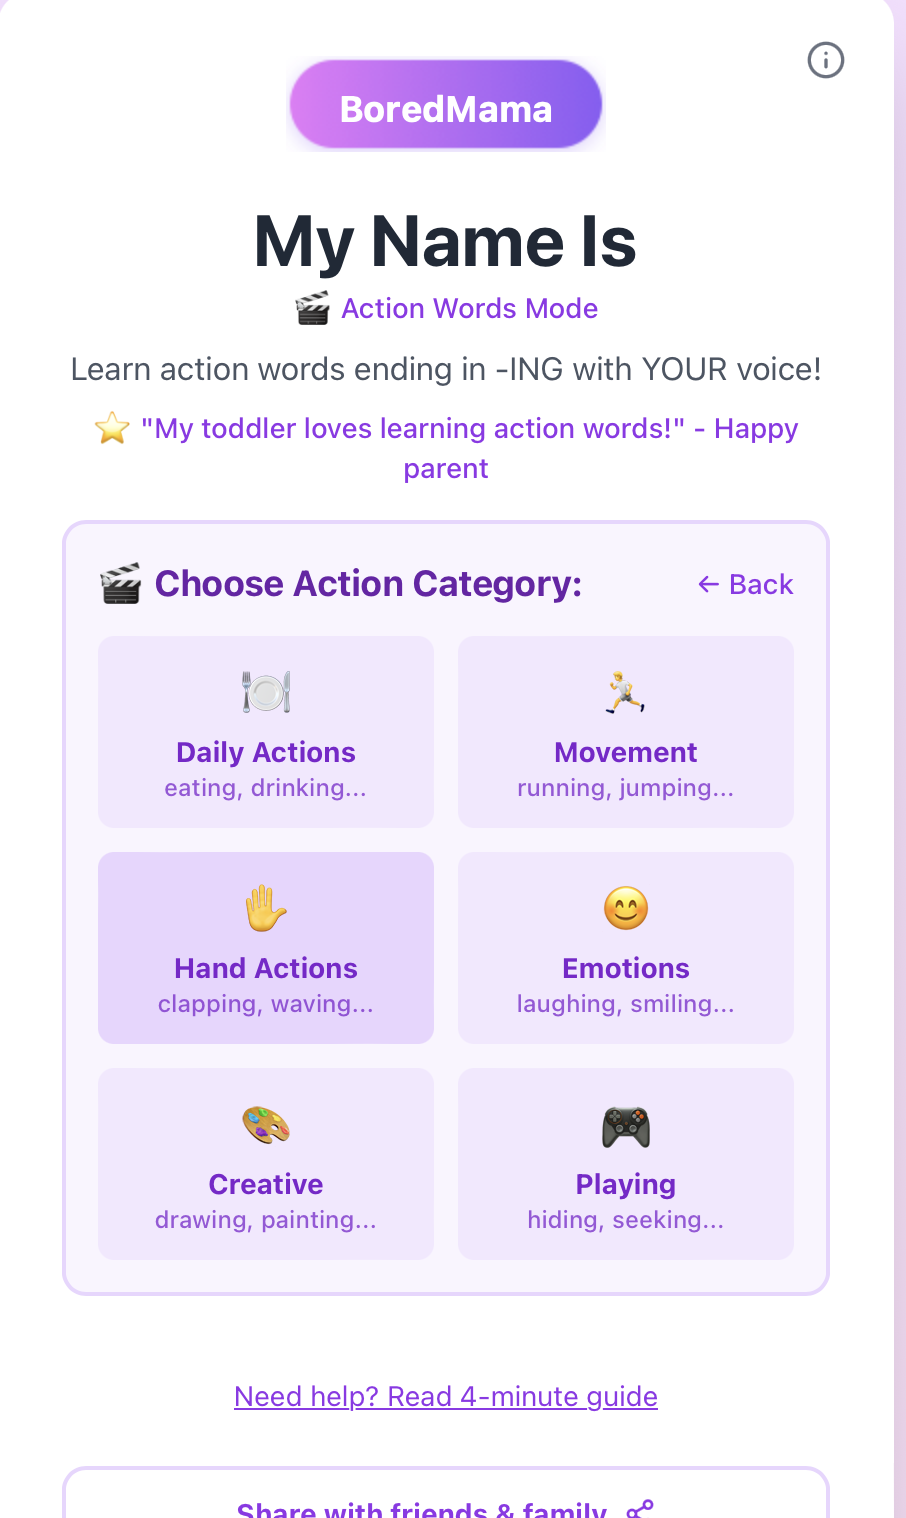 BoredMama
My Name Is
🎬 Action Words Mode
Learn action words ending in -ING with YOUR voice!
⭐ "My toddler loves learning action words!" - Happy
parent
🎬 Choose Action Category:
← Back
Daily Actions
eating, drinking...
Movement
running, jumping...
Hand Actions
clapping, waving...
Emotions
laughing, smiling...
Creative
drawing, painting...
Playing
hiding, seeking...
Need help? Read 4-minute guide
Share with friends & family